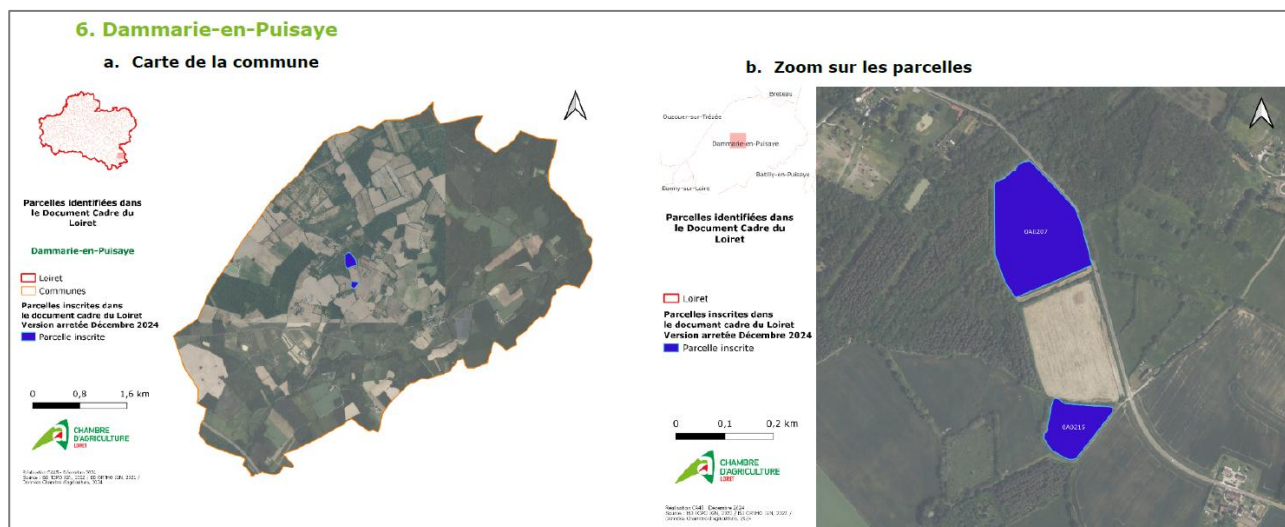 6. Dammarie-en-Puisaye
a. Carte de la commune
Parcelles identifiées dans
le Document Cadre du
Loiret
Dammarie-en-Puisaye
Loiret
Communes
Parcelles inscrites dans
le document cadre du Loiret
Version arretée Décembre 2024
Parcelle inscrite
0 0,8 1,6 km
CHAMBRE
D'AGRICULTURE
LOIRET
b. Zoom sur les parcelles
Ouzouer-sur-Trézée
Dammarie-en-Puisaye
Batilly-en-Puisaye
Bonny-sur-Loire
Parcelles identifiées dans
le Document Cadre du
Loiret
Loiret
Parcelles inscrites dans
le document cadre du Loiret
Version arretée Décembre 2024
Parcelle inscrite
0 0,1 0,2 km
CHAMBRE
D'AGRICULTURE
LOIRET
0A0207